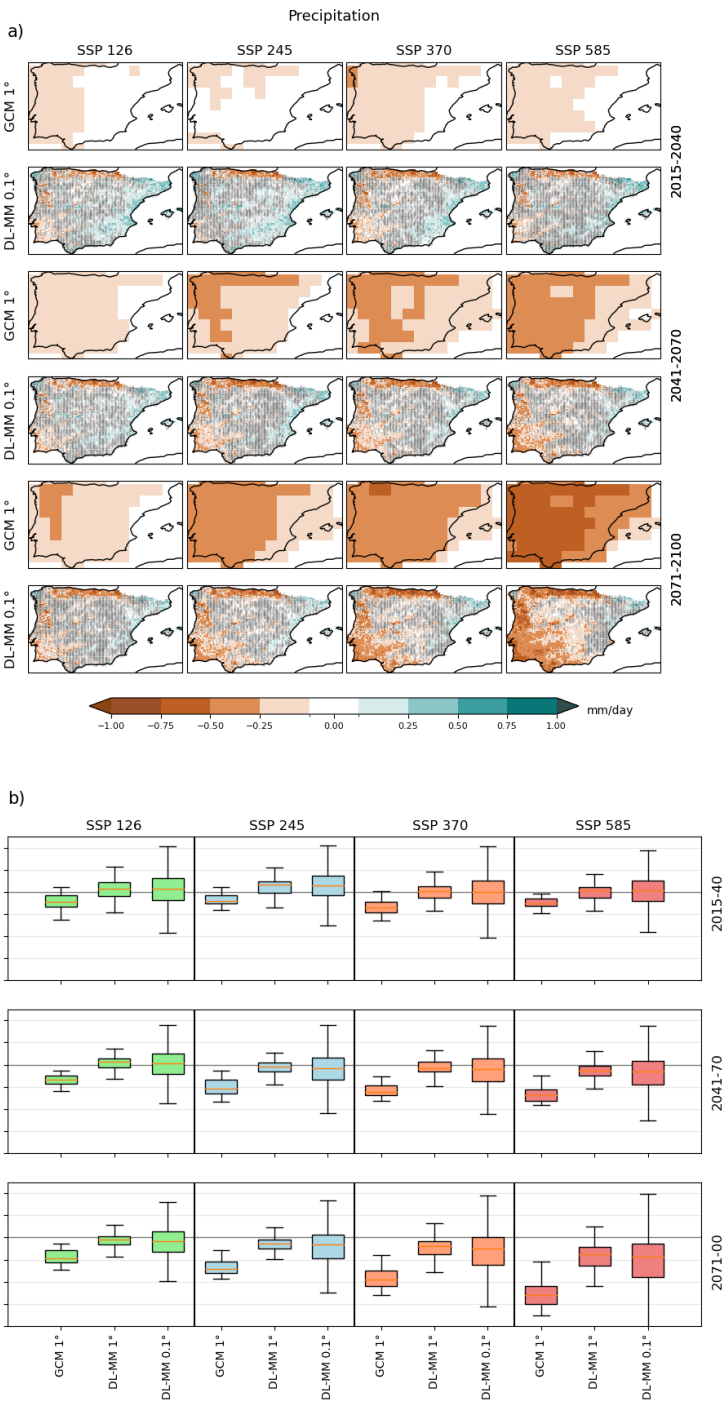 Precipitation
a)
SSP 126 SSP 245 SSP 370 SSP 585
GCM 1°
DL-MM 0.1°
2015-2040
GCM 1°
DL-MM 0.1°
2041-2070
GCM 1°
DL-MM 0.1°
2071-2100
−1.00 −0.75 −0.50 −0.25 0.00 0.25 0.50 0.75 1.00 mm/day
b)
SSP 126 SSP 245 SSP 370 SSP 585
2015-40
2041-70
2071-00
GCM 1° DL-MM 1° DL-MM 0.1° GCM 1° DL-MM 1° DL-MM 0.1° GCM 1° DL-MM 1° DL-MM 0.1° GCM 1° DL-MM 1° DL-MM 0.1°